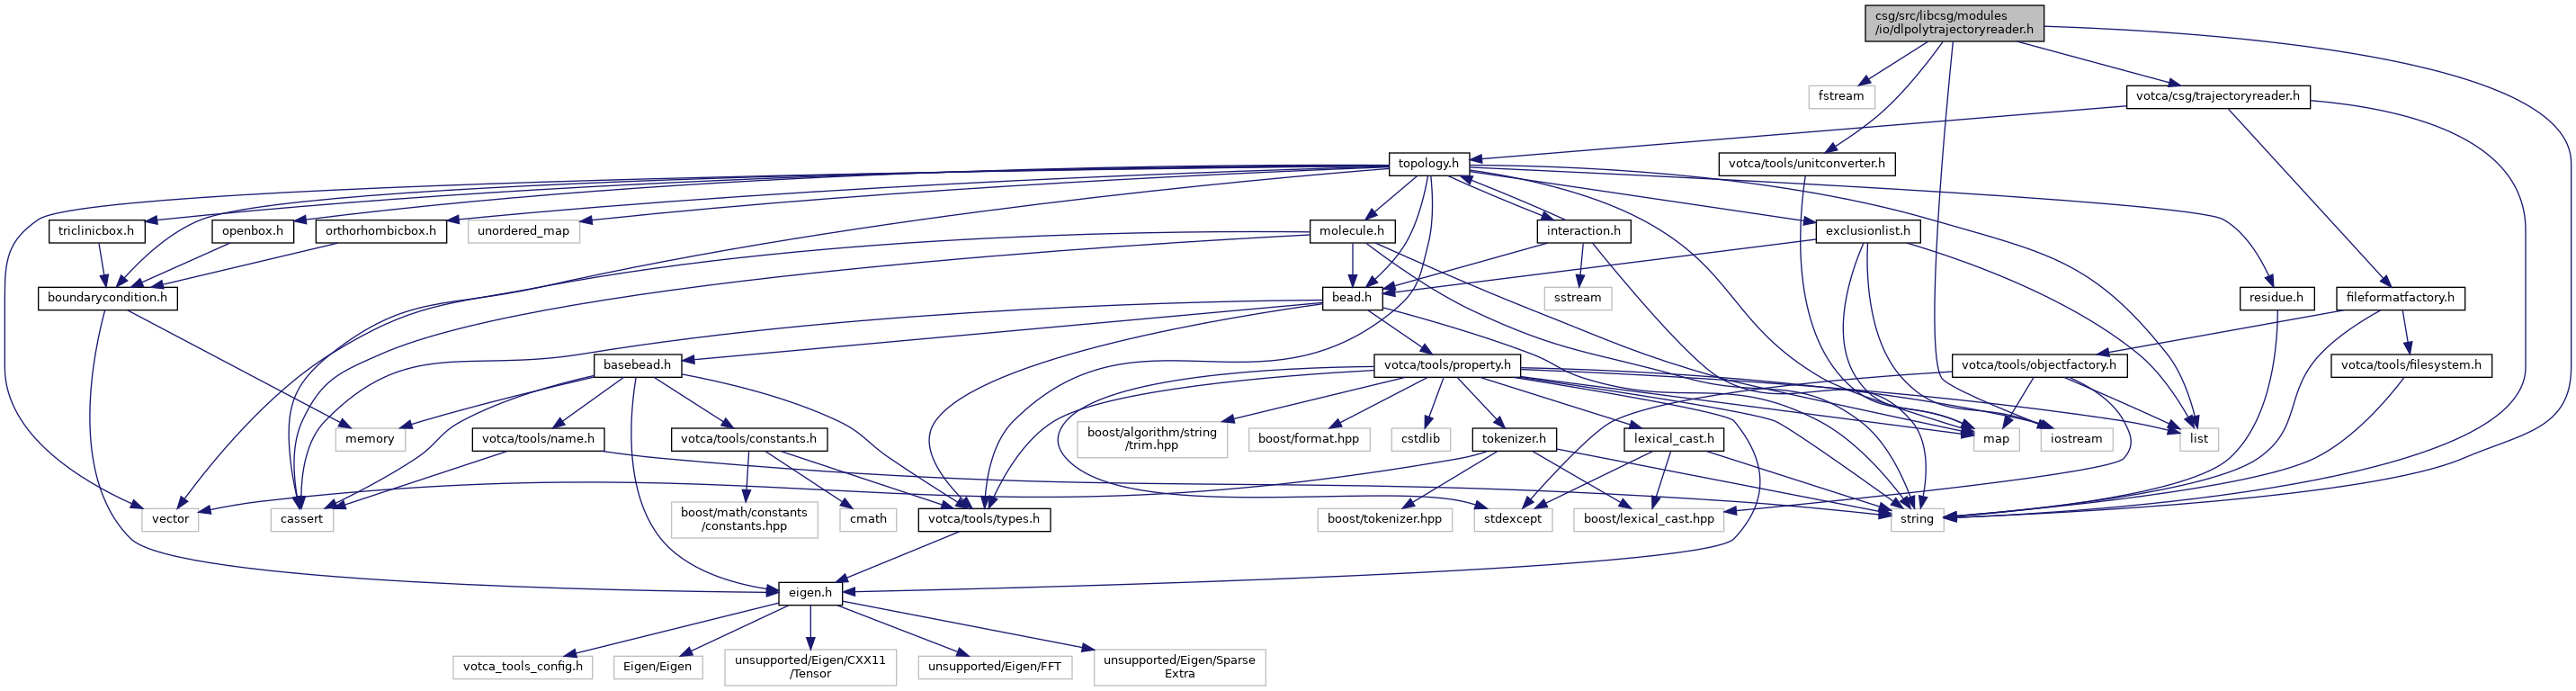 csg/src/libcsg/modules
/io/dlpolytrajectoryreader.h
fstream
votca/csg/trajectoryreader.h
topology.h
votca/tools/unitconverter.h
triclinicbox.h
openbox.h
orthorhombicbox.h
unordered_map
molecule.h
interaction.h
exclusionlist.h
boundarycondition.h
bead.h
sstream
residue.h
fileformatfactory.h
basebead.h
votca/tools/property.h
votca/tools/objectfactory.h
votca/tools/filesystem.h
memory
votca/tools/name.h
votca/tools/constants.h
boost/algorithm/string
/trim.hpp
boost/format.hpp
cstdlib
tokenizer.h
lexical_cast.h
map
iostream
list
vector
cassert
boost/math/constants
/constants.hpp
cmath
votca/tools/types.h
boost/tokenizer.hpp
stdexcept
boost/lexical_cast.hpp
string
eigen.h
votca_tools_config.h
Eigen/Eigen
unsupported/Eigen/CXX11
/Tensor
unsupported/Eigen/FFT
unsupported/Eigen/Sparse
Extra